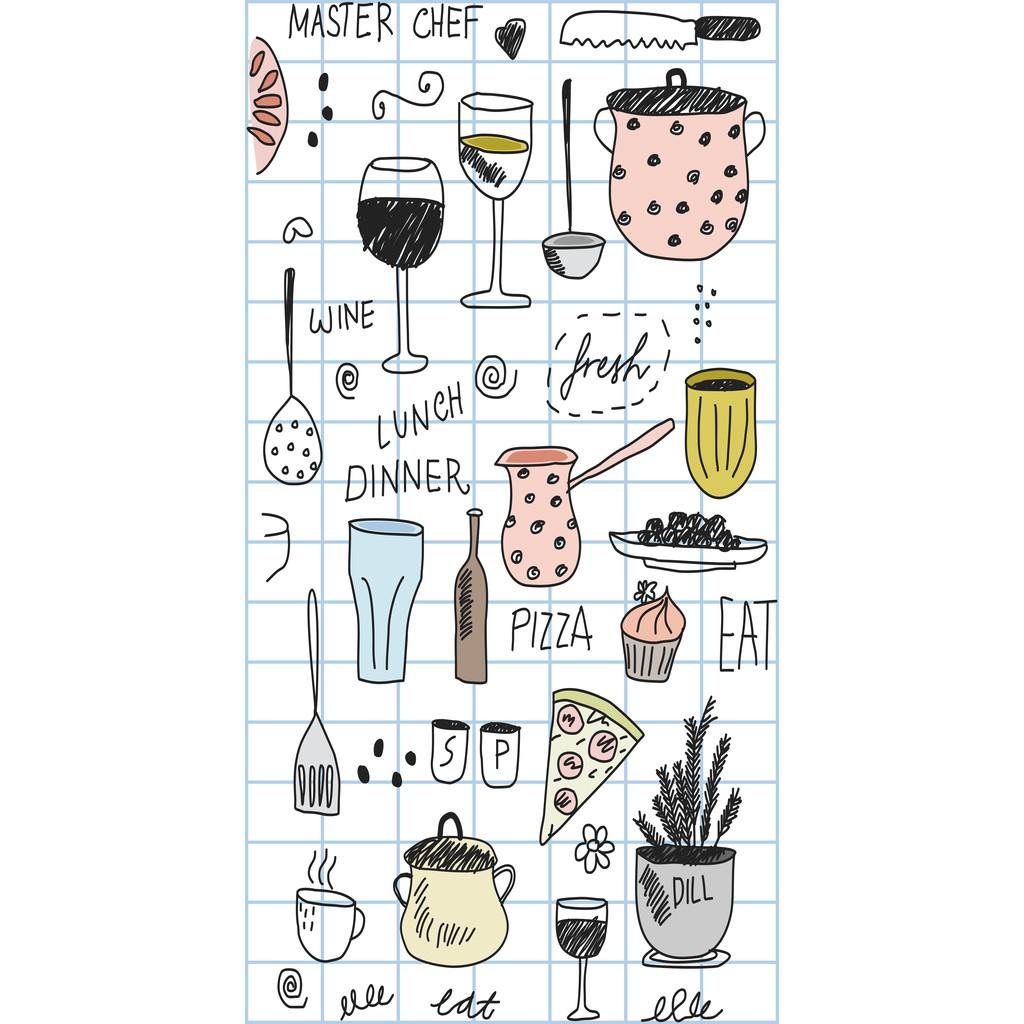 MASTER CHEF
WINE
fresh
LUNCH
DINNER
PIZZA
EAT
S
P
DILL
eat